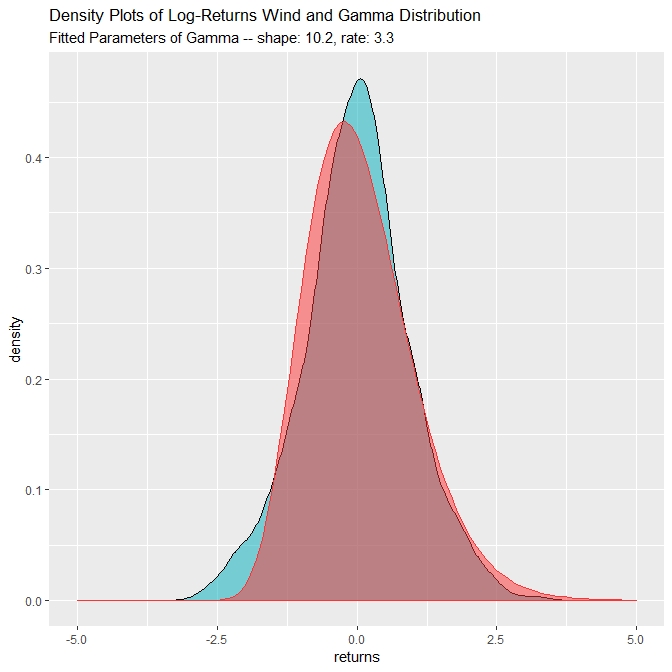 Density Plots of Log-Returns Wind and Gamma Distribution
Fitted Parameters of Gamma -- shape: 10.2, rate: 3.3
density
0.4
0.3
0.2
0.1
0.0
-5.0 -2.5 0.0 2.5 5.0
returns